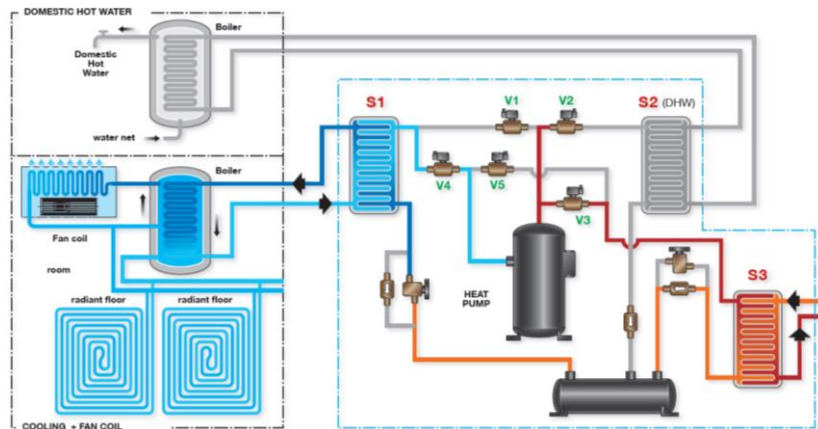 DOMESTIC HOT WATER
Boiler
Domestic
Hot
Water
water net
S1
V1
V2
S2 (DHW)
V4
V5
V3
Boiler
Fan coil
room
radiant floor
radiant floor
HEAT
PUMP
S3
COOLING + FAN COIL